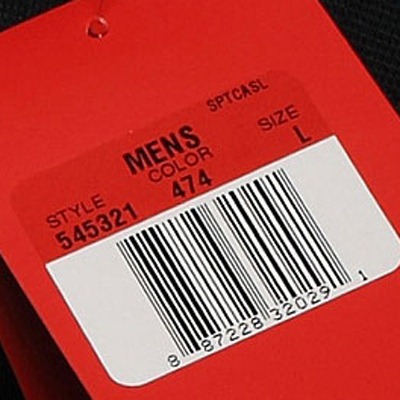 SPTCASL
MENS
STYLE COLOR SIZE
545321 474 L
8 87228 32029 1